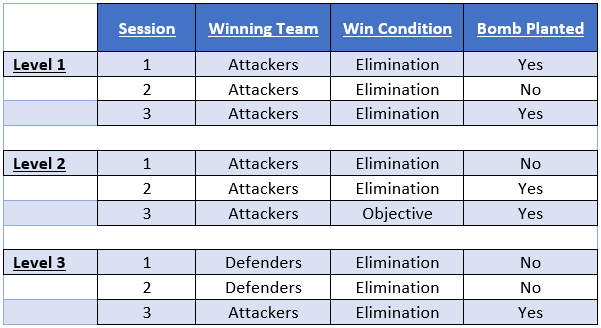 Session Winning Team Win Condition Bomb Planted
Level 1 1 Attackers Elimination Yes
2 Attackers Elimination No
3 Attackers Elimination Yes
Level 2 1 Attackers Elimination No
2 Attackers Elimination Yes
3 Attackers Objective Yes
Level 3 1 Defenders Elimination No
2 Defenders Elimination No
3 Attackers Elimination Yes